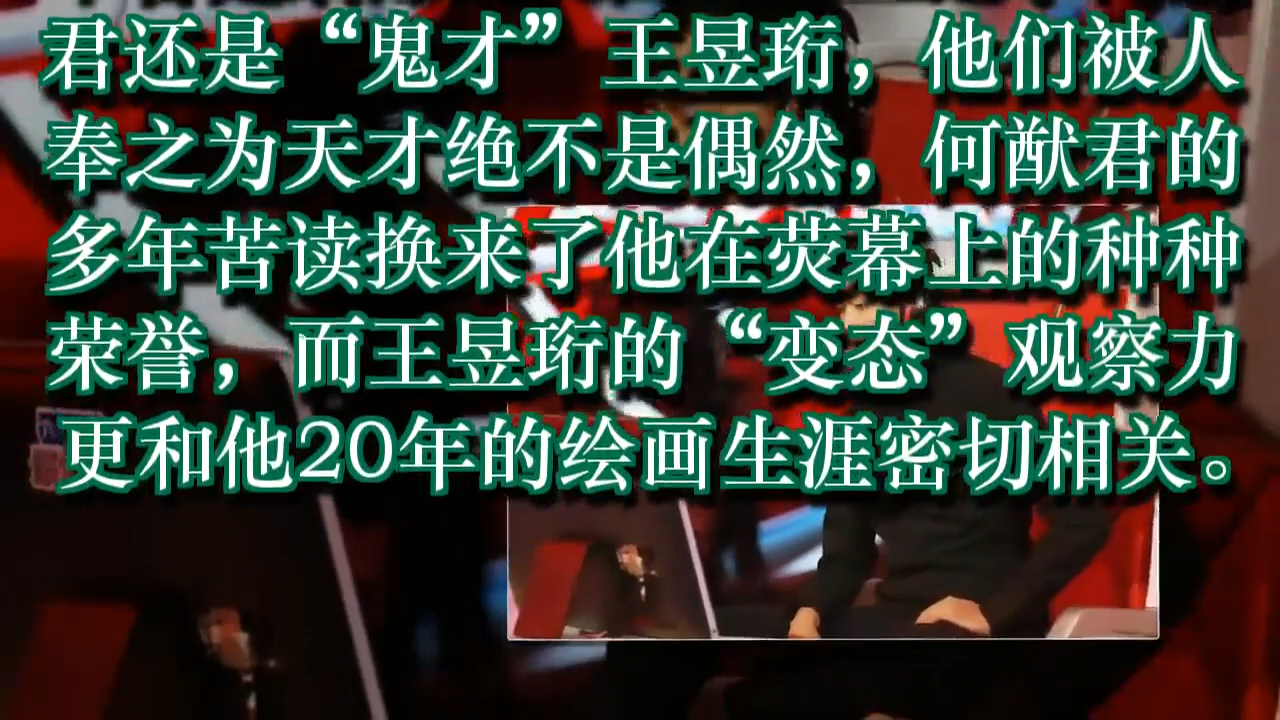 君还是“鬼才”王昱珩，他们被人
奉之为天才绝不是偶然，何猷君的
多年苦读换来了他在荧幕上的种种
荣誉，而王昱珩的“变态”观察力
更和他20年的绘画生涯密切相关。